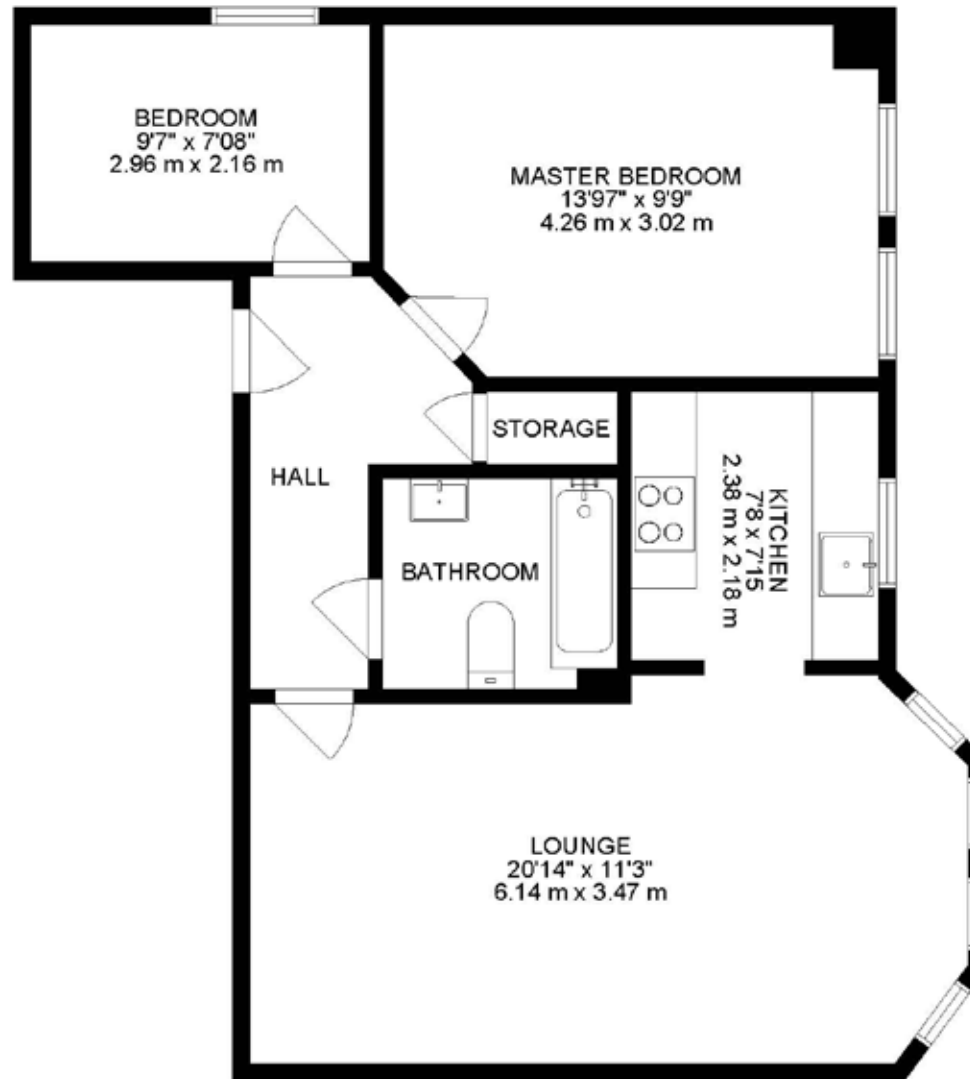 BEDROOM
9'7" x 7'08"
2.96 m x 2.16 m
MASTER BEDROOM
13'97" x 9'9"
4.26 m x 3.02 m
STORAGE
HALL
KITCHEN
7'8 x 7'15
2.38 m x 2.18 m
BATHROOM
LOUNGE
20'14" x 11'3"
6.14 m x 3.47 m